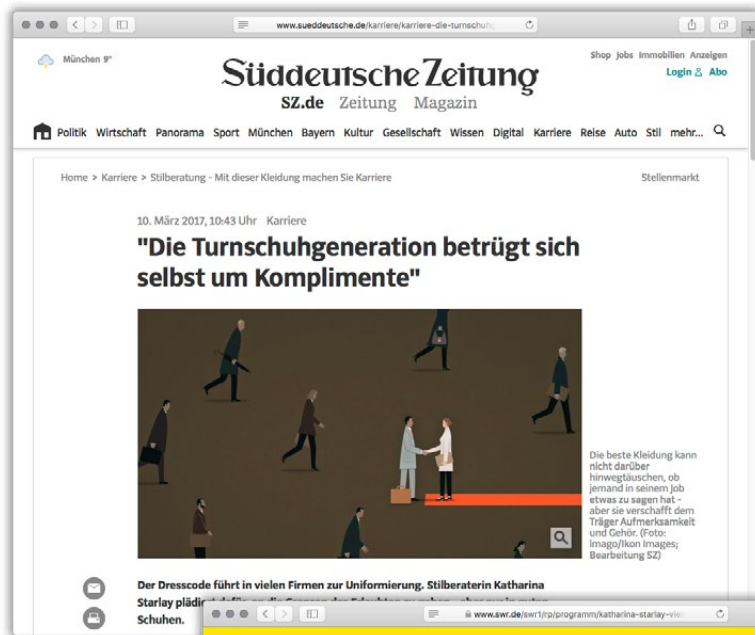 www.sueddeutsche.de/karriere/karriere-die-turnschuh
München 9°
Shop Jobs Immobilien Anzeigen
Login Abo
Süddeutsche Zeitung
SZ.de Zeitung Magazin
Politik Wirtschaft Panorama Sport München Bayern Kultur Gesellschaft Wissen Digital Karriere Reise Auto Stil mehr...
Home > Karriere > Stilberatung - Mit dieser Kleidung machen Sie Karriere
Stellenmarkt
10. März 2017, 10:43 Uhr Karriere
"Die Turnschuhgeneration betrügt sich
selbst um Komplimente"
Die beste Kleidung kann
nicht darüber
hinwegtäuschen, ob
jemand in seinem Job
etwas zu sagen hat -
aber sie verschafft dem
Träger Aufmerksamkeit
und Gehör. (Foto:
Imago/Ikon Images;
Bearbeitung SZ)
Der Dresscode führt in vielen Firmen zur Uniformierung. Stilberaterin Katharina
Starlay
Schuhen.
www.swr.de/swr1/rp/programm/katharina-starlay-vie